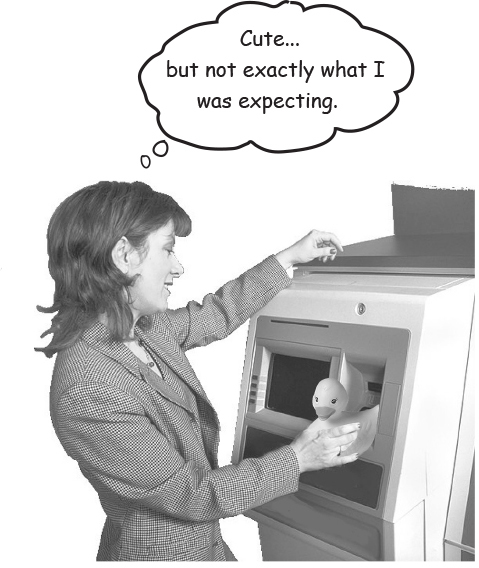 Cute...
but not exactly what I
was expecting.